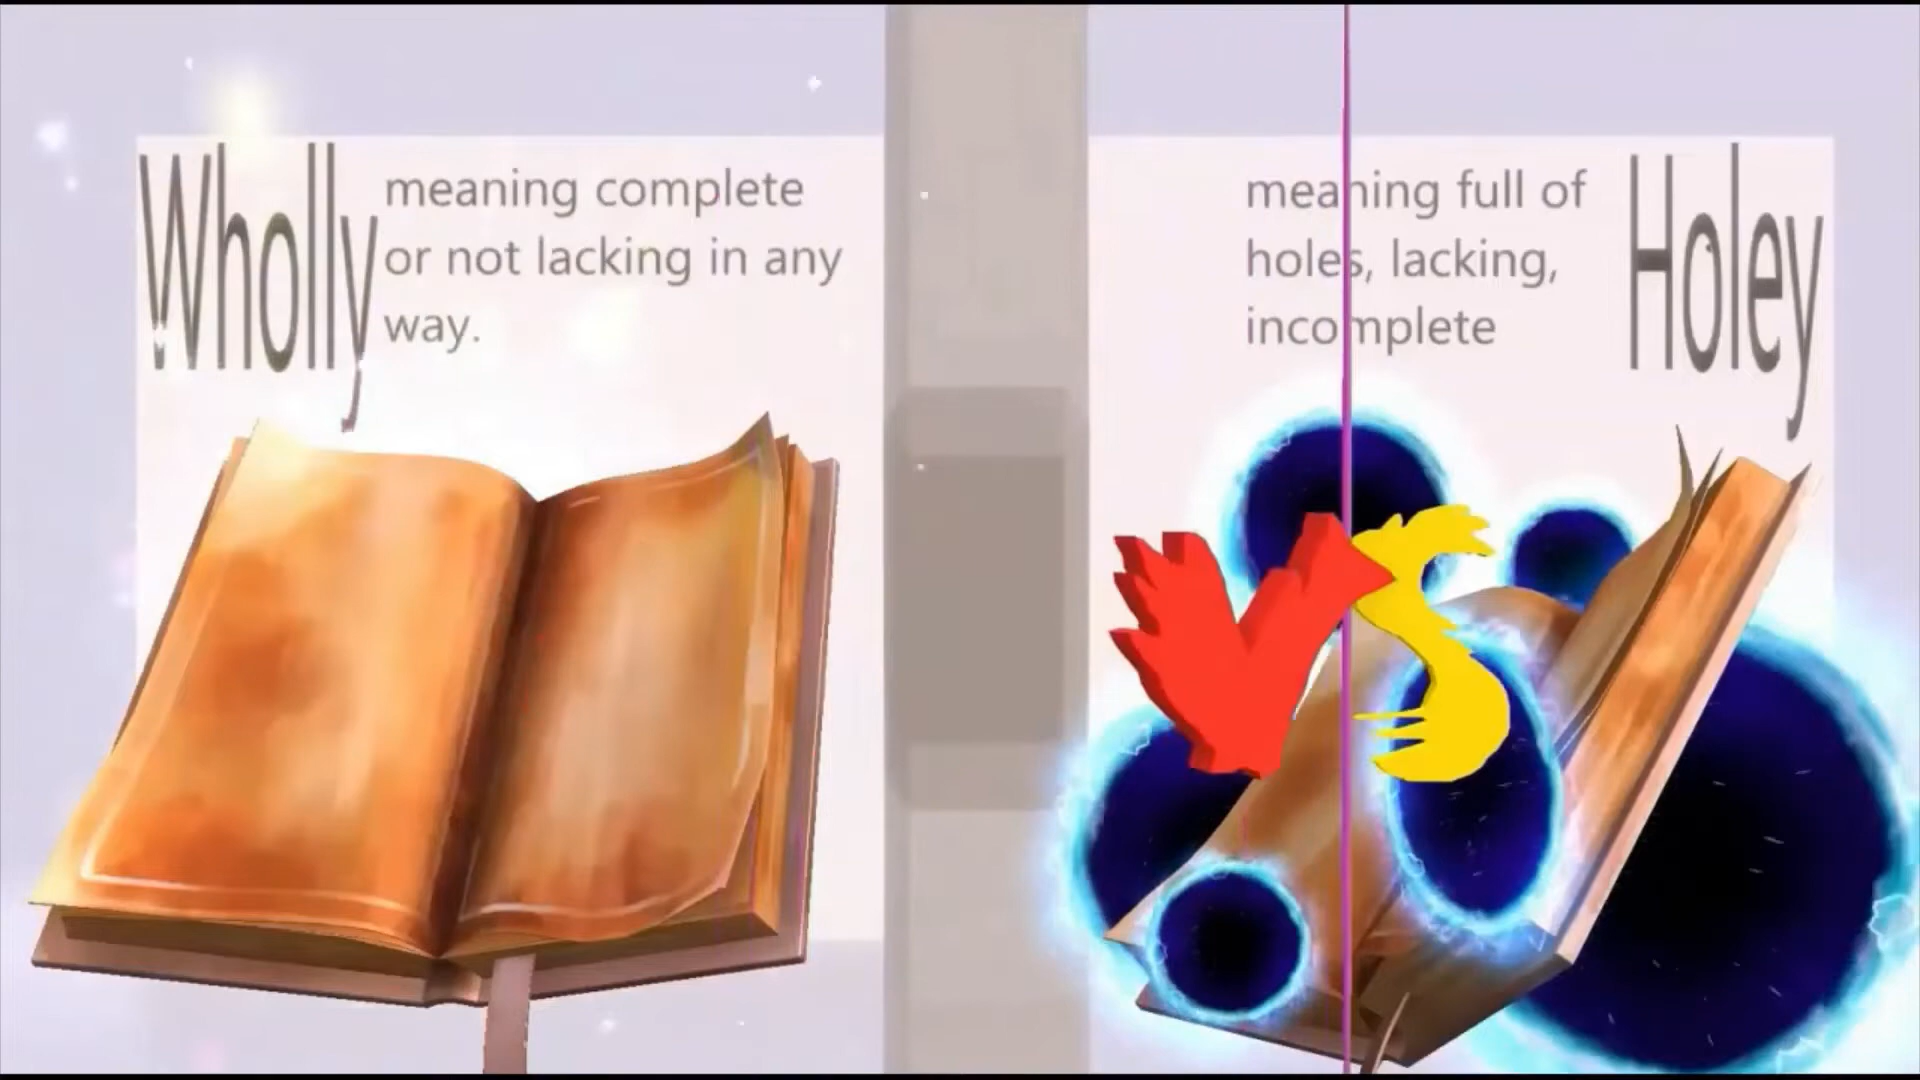 Wholly
meaning complete
or not lacking in any
way.
VS
meaning full of
holes, lacking,
incomplete
Holey